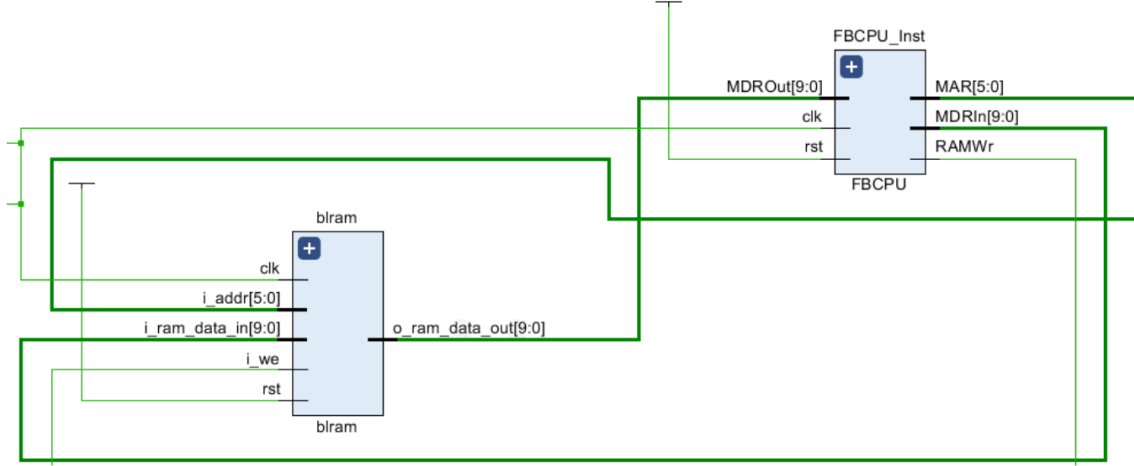 FBCPU_Inst
MDROut[9:0]
MAR[5:0]
clk
MDRIn[9:0]
rst
RAMWr
FBCPU
blram
clk
i_addr[5:0]
i_ram_data_in[9:0]
o_ram_data_out[9:0]
i_we
rst
blram